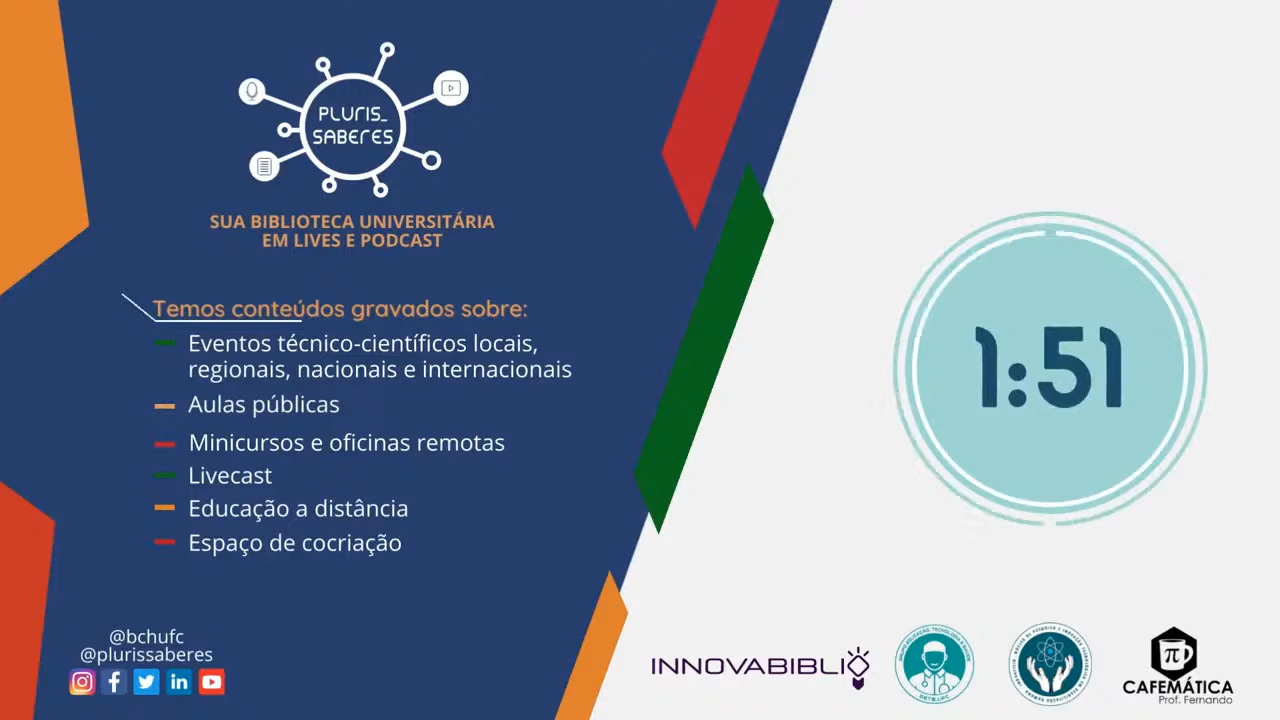 PLURIS_
SABERES
SUA BIBLIOTECA UNIVERSITÁRIA
EM LIVES E PODCAST
Temos conteúdos gravados sobre:
Eventos técnico-científicos locais,
regionais, nacionais e internacionais
Aulas públicas
Minicursos e oficinas remotas
Livecast
Educação a distância
Espaço de cocriação
@bchufc
@plurissaberes
1:51
INNOVABIBLIO
CAFEMÁTICA
Prof. Fernando